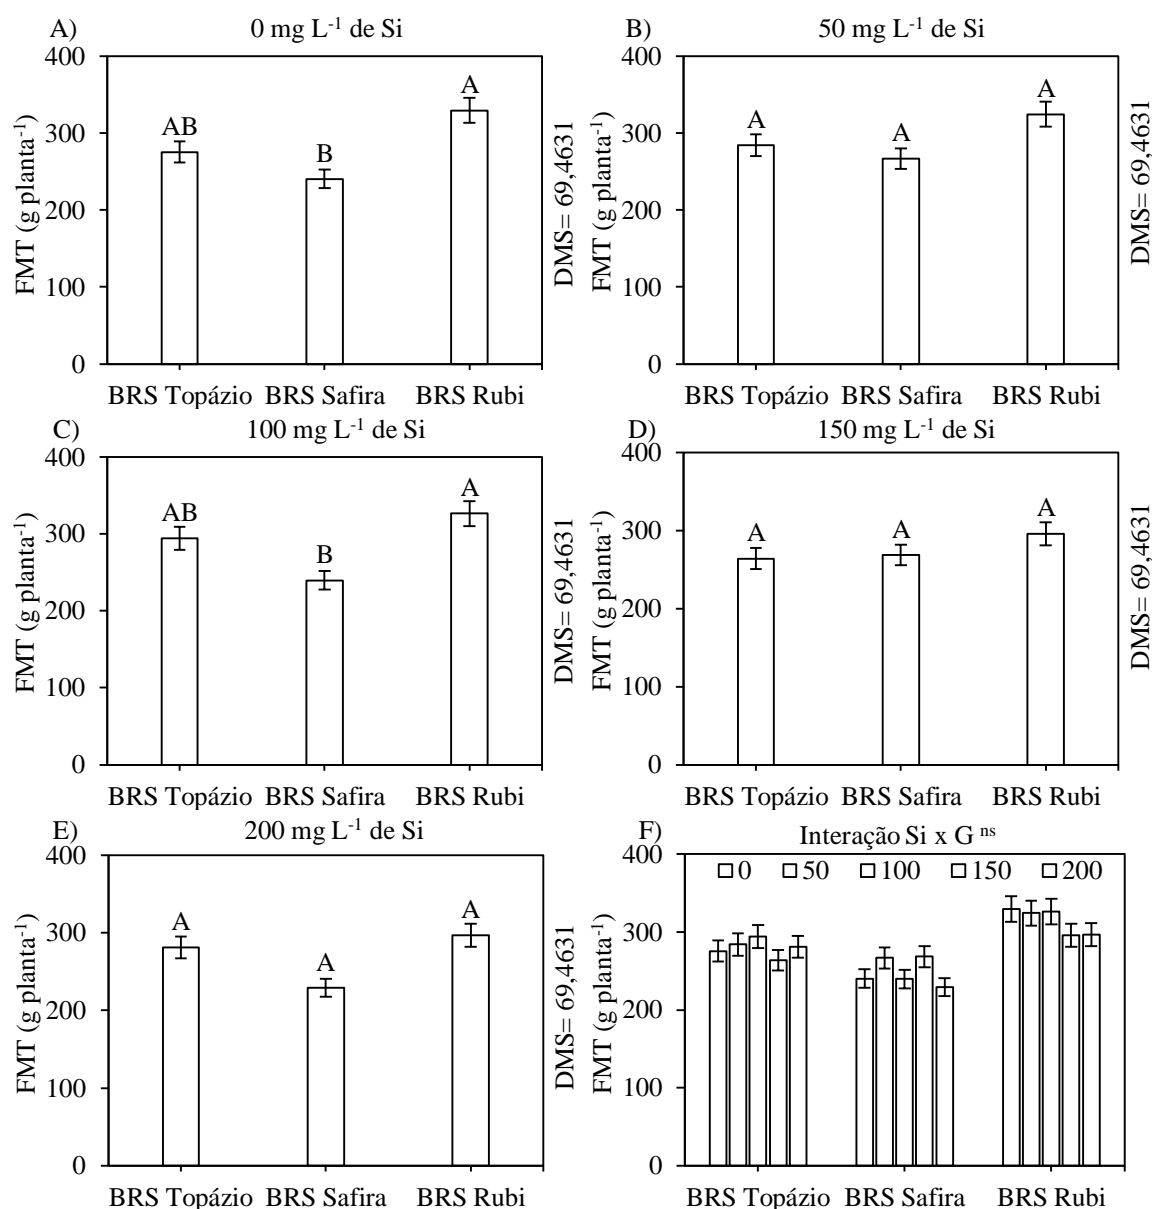 A)
0 mg L⁻¹ de Si
400
300
200
100
0
FMT (g planta⁻¹)
AB
B
A
DMS= 69,4631
BRS Topázio BRS Safira BRS Rubi
B)
50 mg L⁻¹ de Si
400
300
200
100
0
FMT (g planta⁻¹)
A
A
A
DMS= 69,4631
BRS Topázio BRS Safira BRS Rubi
C)
100 mg L⁻¹ de Si
400
300
200
100
0
FMT (g planta⁻¹)
AB
B
A
DMS= 69,4631
BRS Topázio BRS Safira BRS Rubi
D)
150 mg L⁻¹ de Si
400
300
200
100
0
FMT (g planta⁻¹)
A
A
A
DMS= 69,4631
BRS Topázio BRS Safira BRS Rubi
E)
200 mg L⁻¹ de Si
400
300
200
100
0
FMT (g planta⁻¹)
A
A
A
DMS= 69,4631
BRS Topázio BRS Safira BRS Rubi
F)
Interação Si x G ⁿˢ
0 50 100 150 200
400
300
200
100
0
FMT (g planta⁻¹)
BRS Topázio BRS Safira BRS Rubi